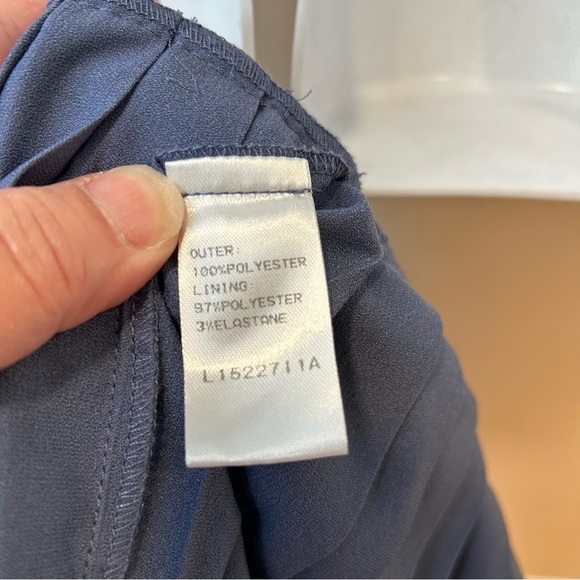 OUTER:
100%POLYESTER
LINING:
97%POLYESTER
3%ELASTANE
L1522711A